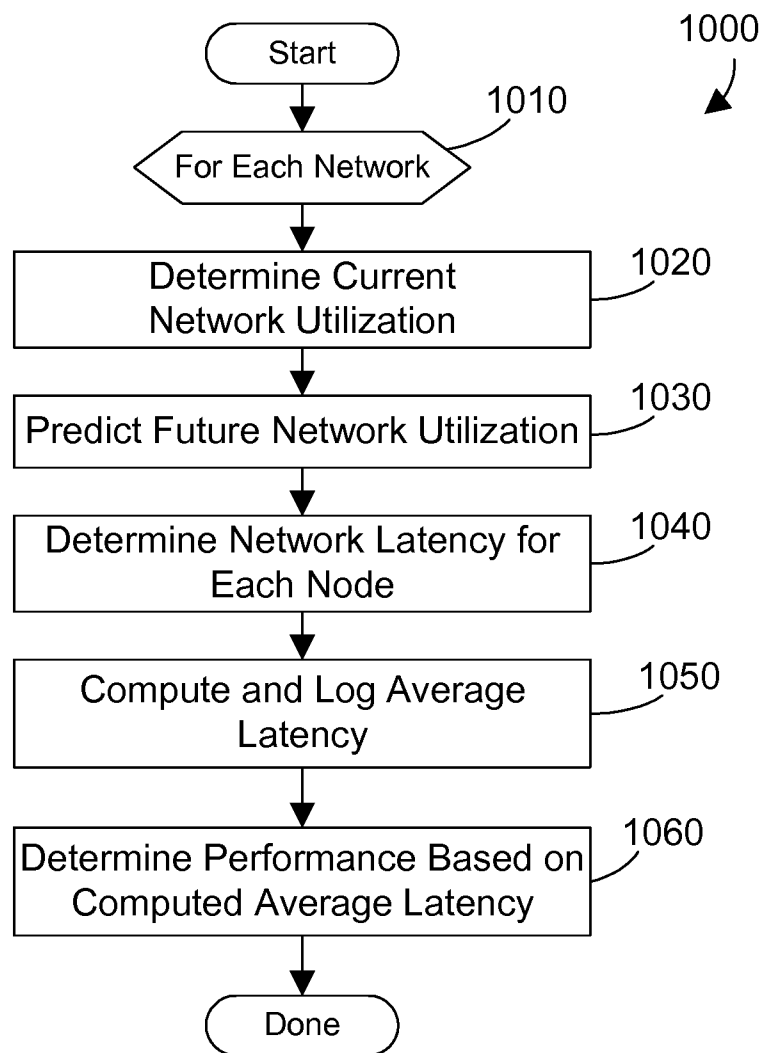 1000
Start
1010
For Each Network
1020
Determine Current
Network Utilization
1030
Predict Future Network Utilization
1040
Determine Network Latency for
Each Node
1050
Compute and Log Average
Latency
1060
Determine Performance Based on
Computed Average Latency
Done